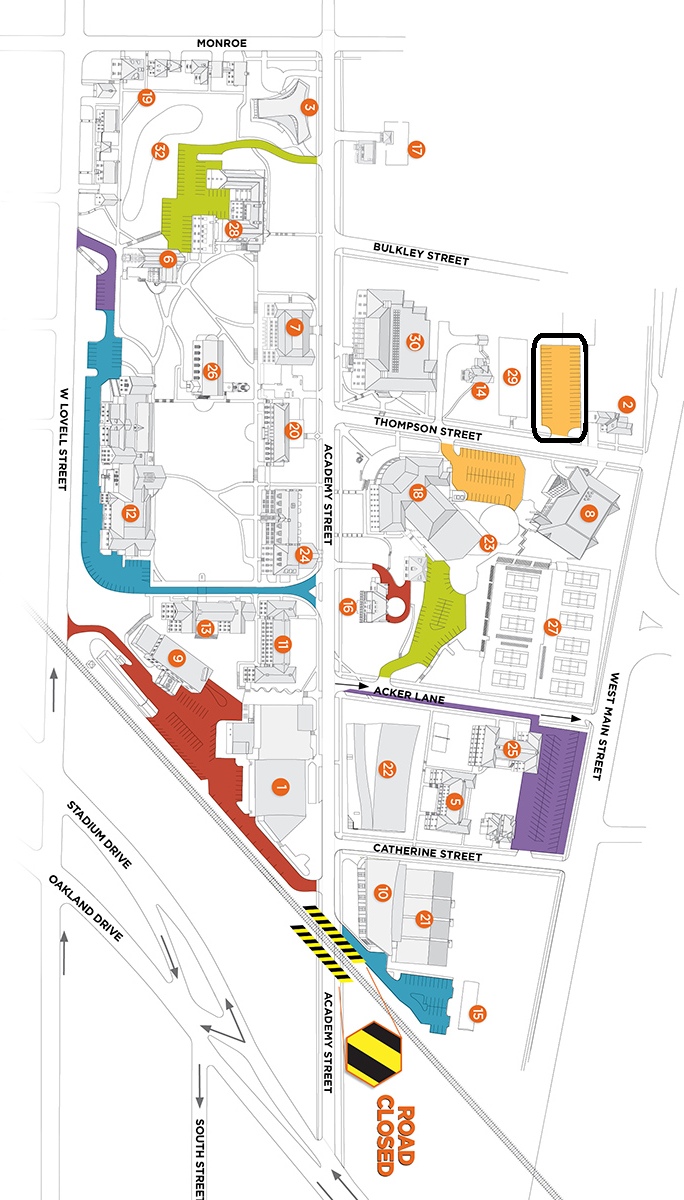 MONROE
3
19
17
32
28
BULKLEY STREET
6
7
30
26
14
29
2
W LOVELL STREET
20
THOMPSON STREET
ACADEMY STREET
18
8
12
23
24
16
27
13
11
9
ACKER LANE
WEST MAIN STREET
25
22
1
5
STADIUM DRIVE
CATHERINE STREET
OAKLAND DRIVE
10
21
15
ACADEMY STREET
ROAD
CLOSED
SOUTH STREET